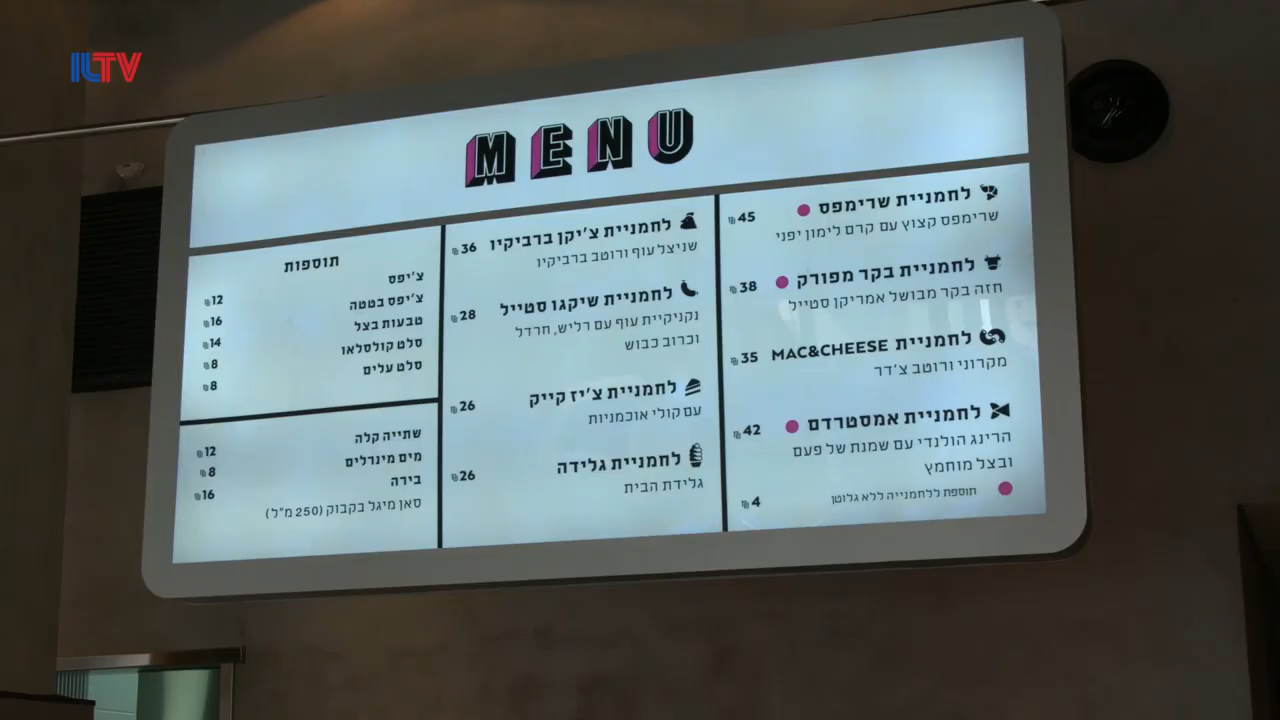 ILTV
MENU
לחמניית שרימפס 45 ₪
שרימפס קצוץ עם קרם לימון יפני
לחמניית בקר מפורק 38 ₪
חזה בקר מבושל אמריקן סטייל
לחמניית MAC&CHEESE 35 ₪
מקרוני ורוטב צ׳דר
לחמניית אמסטרדם 42 ₪
הרינג הולנדי עם שמנת של פעם
ובצל מוחמץ
תוספת ללחמנייה ללא גלוטן 4 ₪
לחמניית צ׳יקן ברביקיו 36 ₪
שניצל עוף ורוטב ברביקיו
לחמניית שיקגו סטייל 28 ₪
נקניקיית עוף עם רליש, חרדל
וכרוב כבוש
לחמניית צ׳יז קייק 26 ₪
עם קולי אוכמניות
לחמניית גלידה 26 ₪
גלידת הבית
תוספות
צ׳יפס 12 ₪
צ׳יפס בטטה 16 ₪
טבעות בצל 14 ₪
סלט קולסלאו 8 ₪
סלט עלים 8 ₪
שתייה קלה 12 ₪
מים מינרלים 8 ₪
בירה 16 ₪
סאן מיגל בקבוק (250 מ״ל)